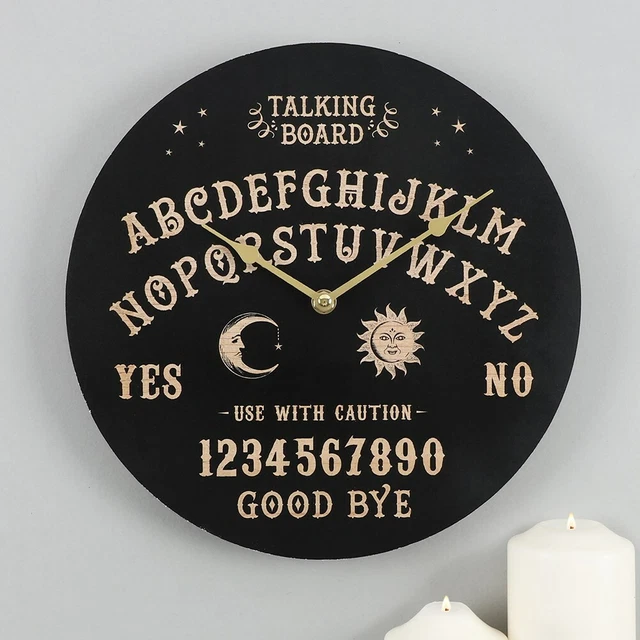 TALKING
BOARD
ABCDEFGHIJKLM
NOPQRSTUVWXYZ
YES NO
-USE WITH CAUTION-
1234567890
GOOD BYE